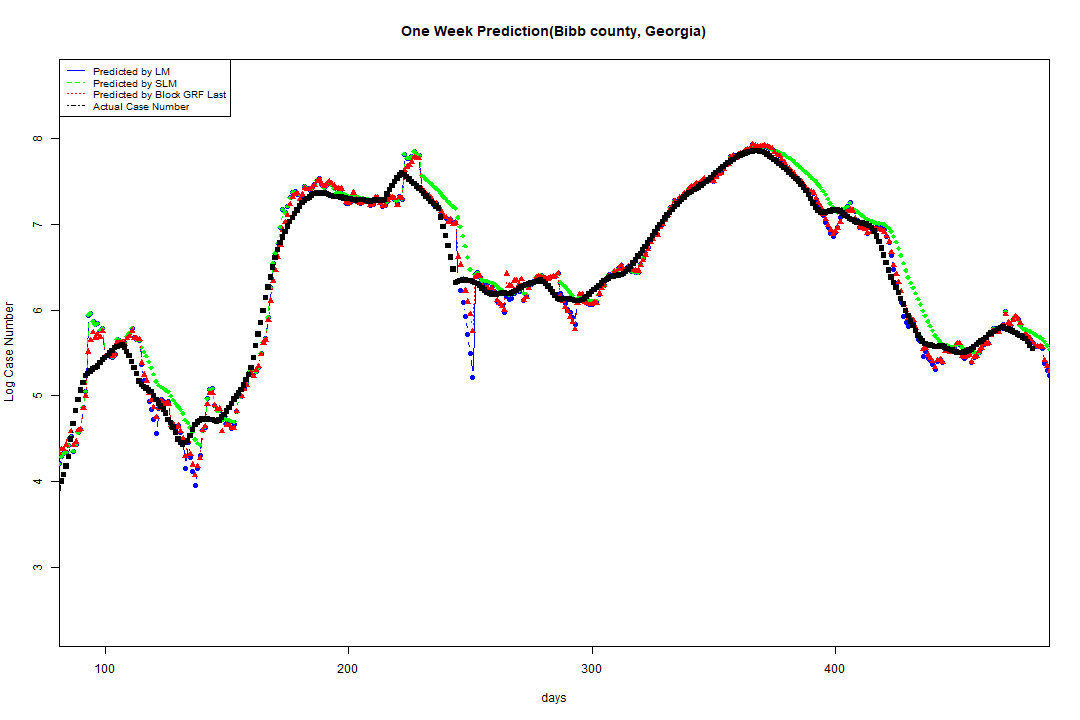 One Week Prediction(Bibb county, Georgia)
Predicted by LM
Predicted by SLM
Predicted by Block GRF Last
Actual Case Number
8
7
6
5
4
3
Log Case Number
100 200 300 400
days